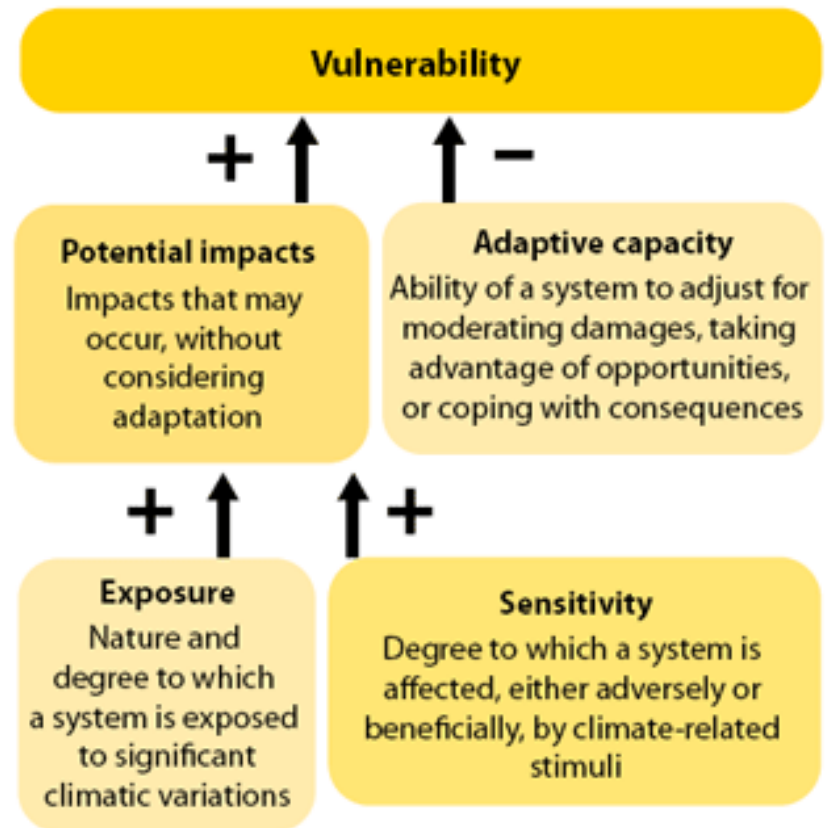 Vulnerability
+
−
Potential impacts
Impacts that may
occur, without
considering
adaptation
Adaptive capacity
Ability of a system to adjust for
moderating damages, taking
advantage of opportunities,
or coping with consequences
+
+
Exposure
Nature and
degree to which
a system is exposed
to significant
climatic variations
Sensitivity
Degree to which a system is
affected, either adversely or
beneficially, by climate-related
stimuli